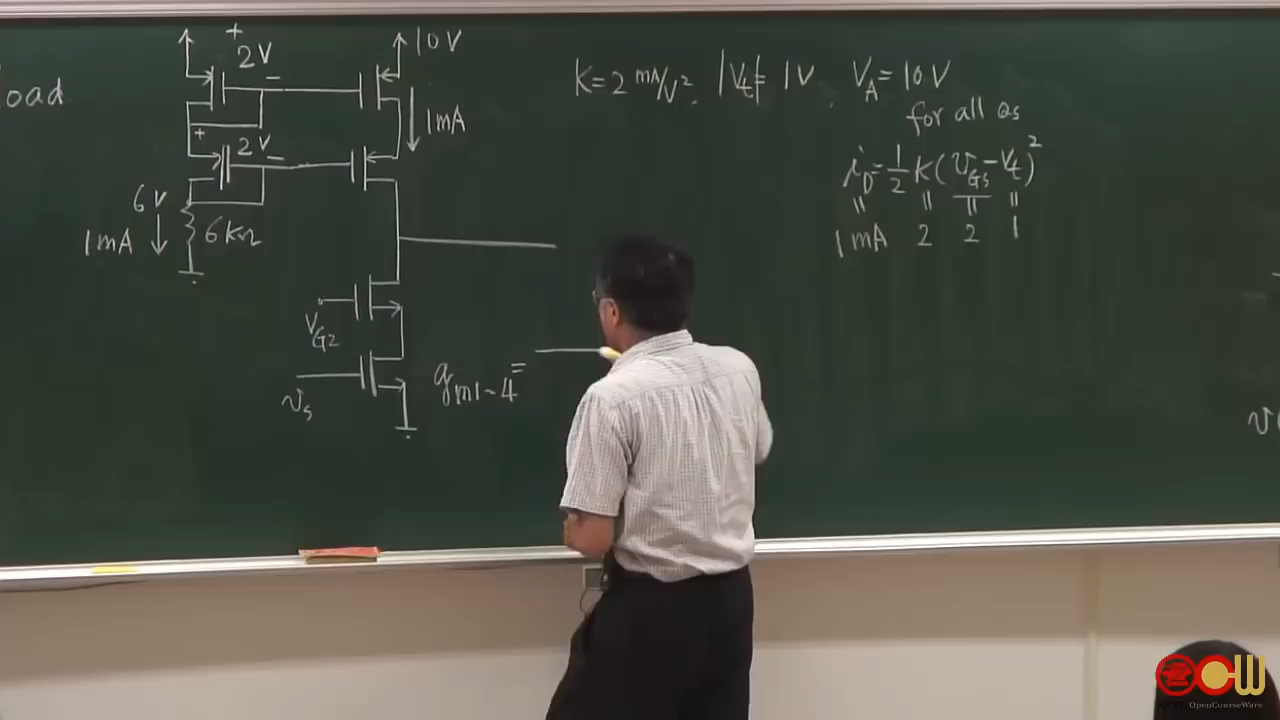 oad
+
2V
−
10V
1mA
+
2V
−
6V
1mA
6kΩ
VG2
vs
gm1~4 =
K = 2 mA/V², |Vt| = 1V, VA = 10V
for all Qs
iD = 1/2 K (vGS − Vt)²
= = = =
1mA 2 2 1
OCW
OpenCourseWare